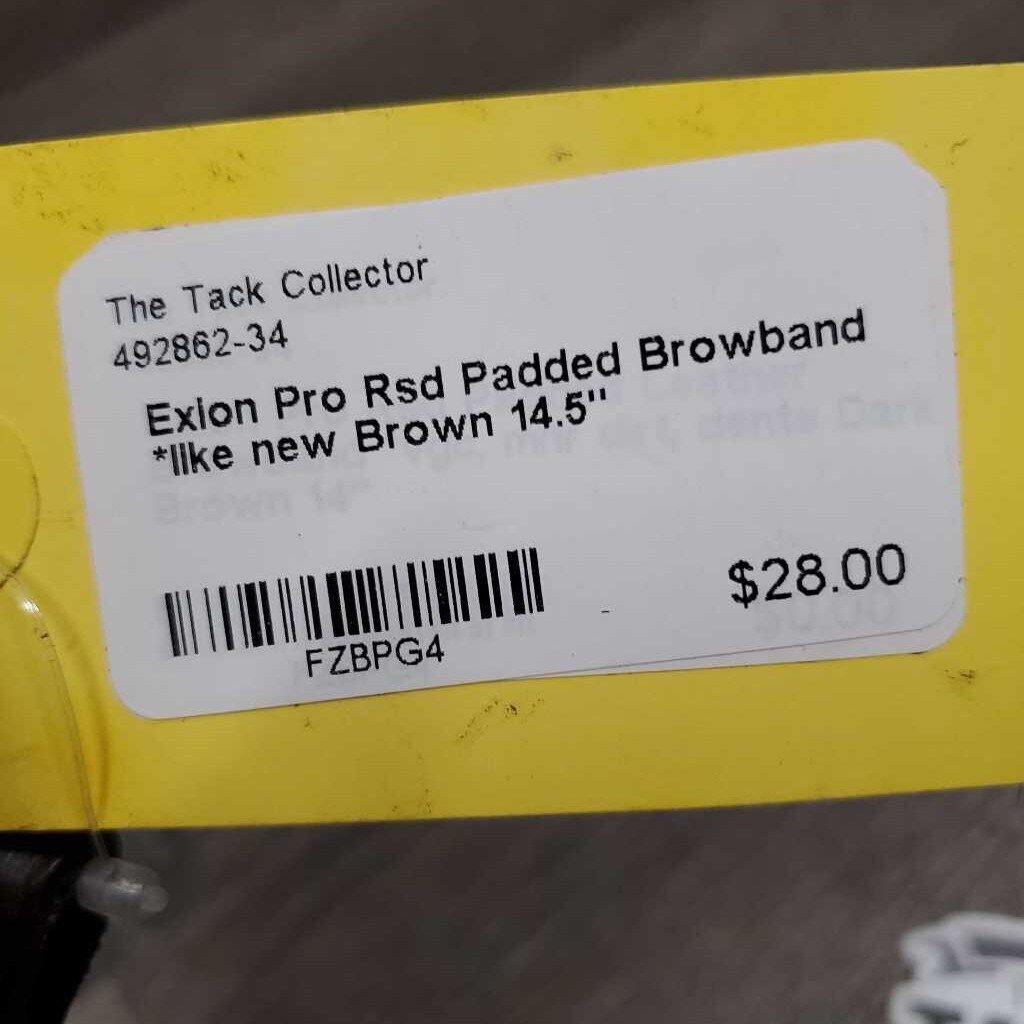 The Tack Collector
492862-34
Exion Pro Rsd Padded Browband
*like new Brown 14.5"
$28.00
FZBPG4